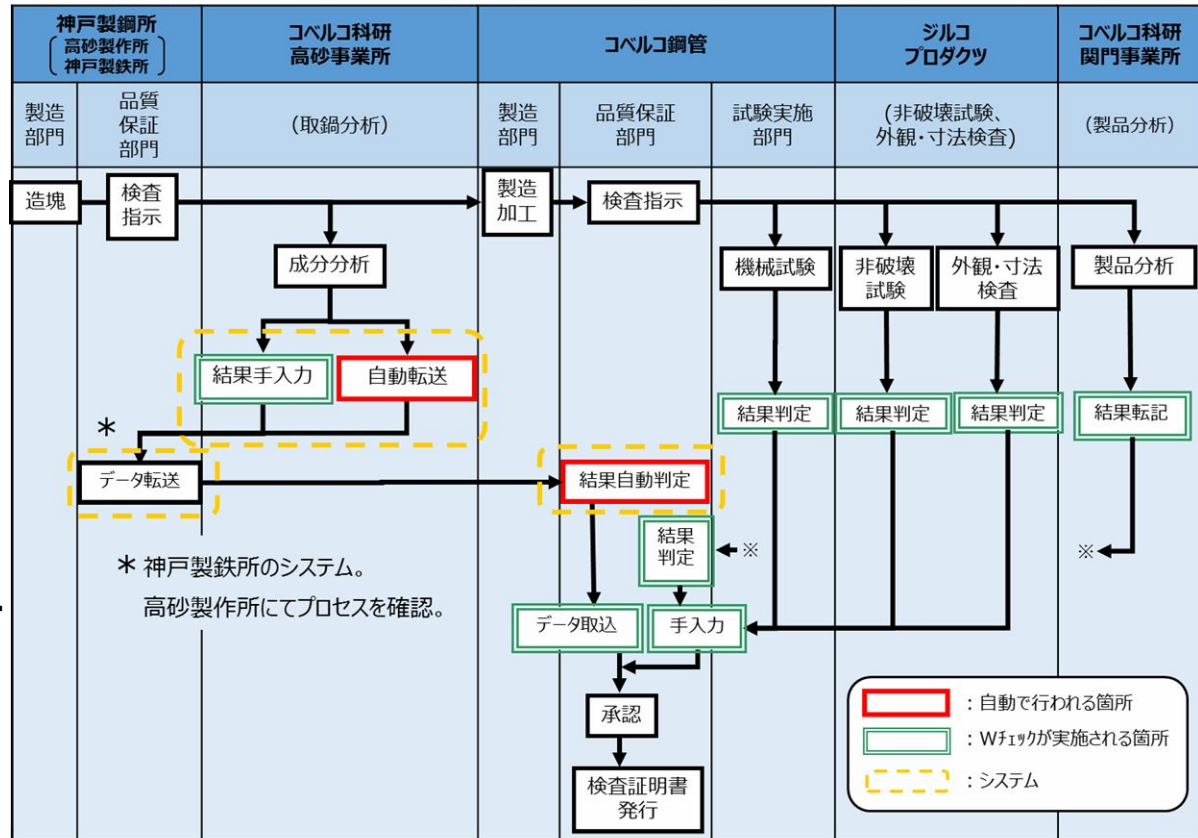 神戸製鋼所
高砂製作所
神戸製鉄所
コベルコ科研
高砂事業所
コベルコ鋼管
ジルコ
プロダクツ
コベルコ科研
関門事業所
製造
部門
品質
保証
部門
(取鍋分析)
製造
部門
品質保証
部門
試験実施
部門
(非破壊試験、
外観・寸法検査)
(製品分析)
造塊
検査
指示
製造
加工
検査指示
成分分析
機械試験
非破壊
試験
外観・寸法
検査
製品分析
結果手入力
自動転送
結果判定
結果判定
結果判定
結果転記
*
データ転送
結果自動判定
結果
判定
※
※
* 神戸製鉄所のシステム。
高砂製作所にてプロセスを確認。
データ取込
手入力
承認
検査証明書
発行
:自動で行われる箇所
:Wチェックが実施される箇所
:システム